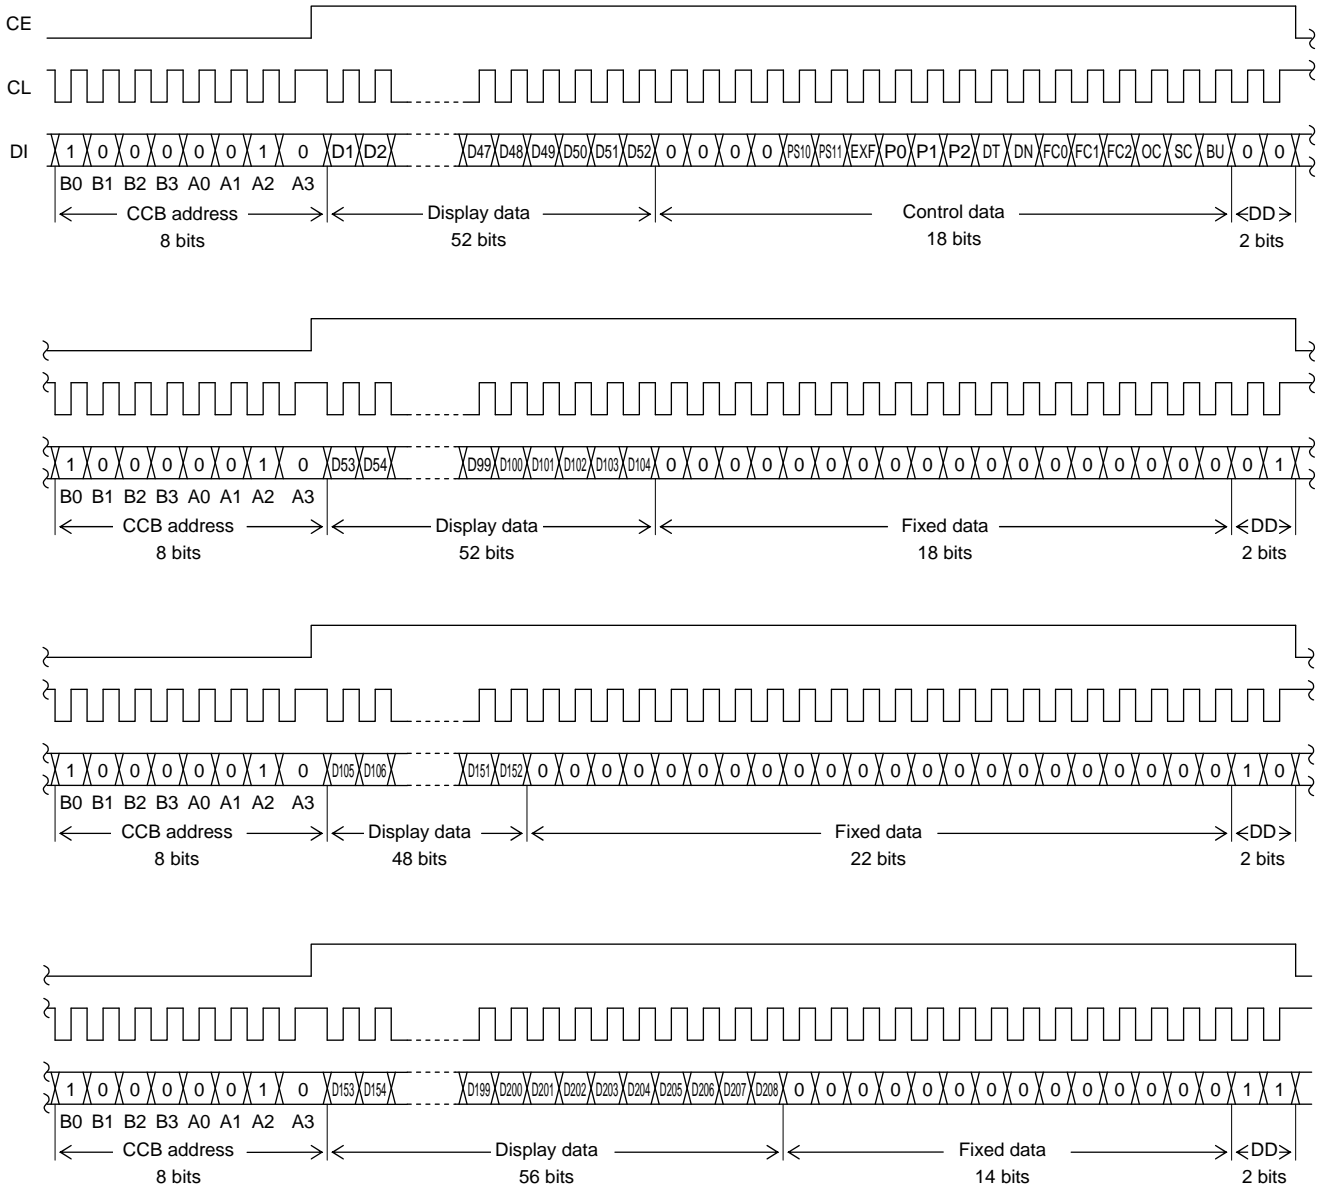 CE
CL
DI 1 0 0 0 0 0 1 0 D1 D2 D47 D48 D49 D50 D51 D52 0 0 0 0 PS10 PS11 EXF P0 P1 P2 DT DN FC0 FC1 FC2 OC SC BU 0 0
B0 B1 B2 B3 A0 A1 A2 A3
CCB address Display data Control data DD
8 bits 52 bits 18 bits 2 bits
1 0 0 0 0 0 1 0 D53 D54 D99 D100 D101 D102 D103 D104 0 0 0 0 0 0 0 0 0 0 0 0 0 0 0 0 0 0 0 1
B0 B1 B2 B3 A0 A1 A2 A3
CCB address Display data Fixed data DD
8 bits 52 bits 18 bits 2 bits
1 0 0 0 0 0 1 0 D105 D106 D151 D152 0 0 0 0 0 0 0 0 0 0 0 0 0 0 0 0 0 0 0 0 0 0 1 0
B0 B1 B2 B3 A0 A1 A2 A3
CCB address Display data Fixed data DD
8 bits 48 bits 22 bits 2 bits
1 0 0 0 0 0 1 0 D153 D154 D199 D200 D201 D202 D203 D204 D205 D206 D207 D208 0 0 0 0 0 0 0 0 0 0 0 0 0 0 1 1
B0 B1 B2 B3 A0 A1 A2 A3
CCB address Display data Fixed data DD
8 bits 56 bits 14 bits 2 bits